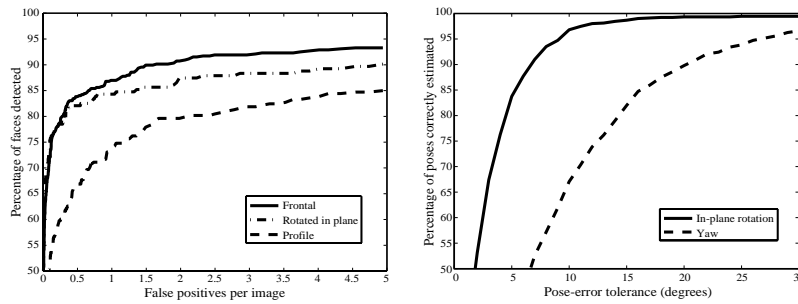 Percentage of faces detected
100
95
90
85
80
75
70
65
60
55
50
0 0.5 1 1.5 2 2.5 3 3.5 4 4.5 5
False positives per image
Frontal
Rotated in plane
Profile
Percentage of poses correctly estimated
100
95
90
85
80
75
70
65
60
55
50
0 5 10 15 20 25 30
Pose-error tolerance (degrees)
In-plane rotation
Yaw